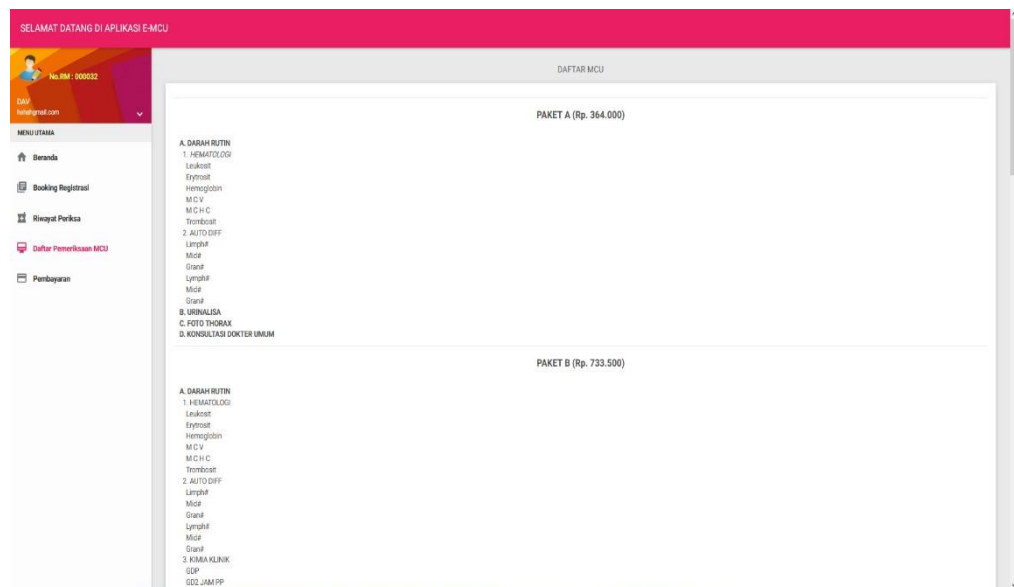 SELAMAT DATANG DI APLIKASI E-MCU
No.RM : 000032
DAV
MENU UTAMA
Beranda
Booking Registrasi
Riwayat Periksa
Daftar Pemeriksaan MCU
Pembayaran
DAFTAR MCU
PAKET A (Rp. 364.000)
A. DARAH RUTIN
1. HEMATOLOGI
Leukosit
Erytrosit
Hemoglobin
M C V
M C H C
Trombosit
2. AUTO DIFF
Limph#
Mid#
Gran#
Lymph#
Mid#
Gran#
B. URINALISA
C. FOTO THORAX
D. KONSULTASI DOKTER UMUM
PAKET B (Rp. 733.500)
A. DARAH RUTIN
1. HEMATOLOGI
Leukosit
Erytrosit
Hemoglobin
M C V
M C H C
Trombosit
2. AUTO DIFF
Limph#
Mid#
Gran#
Lymph#
Mid#
Gran#
3. KIMIA KLINIK
GDP
GD2 JAM PP